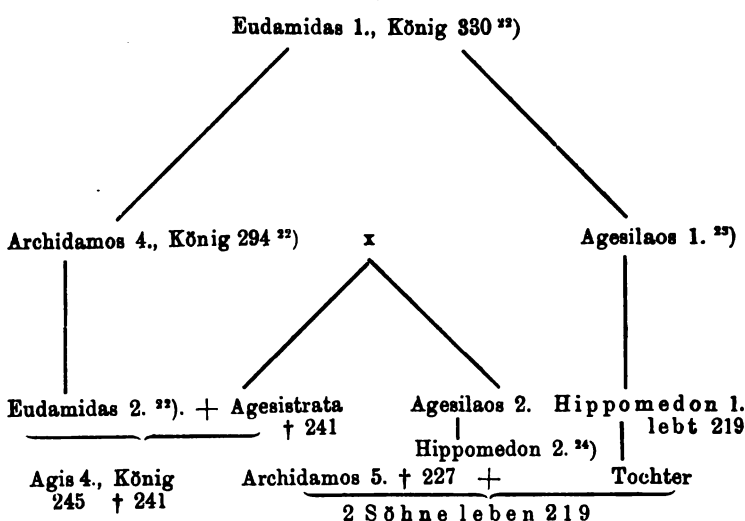 Eudamidas 1., König 330 ²²)
Archidamos 4., König 294 ²²) x Agesilaos 1. ²³)
Eudamidas 2. ²²). + Agesistrata Agesilaos 2. Hippomedon 1.
† 241 lebt 219
Hippomedon 2. ²⁴)
Agis 4., König Archidamos 5. † 227 + Tochter
245 † 241
2 Söhne leben 219